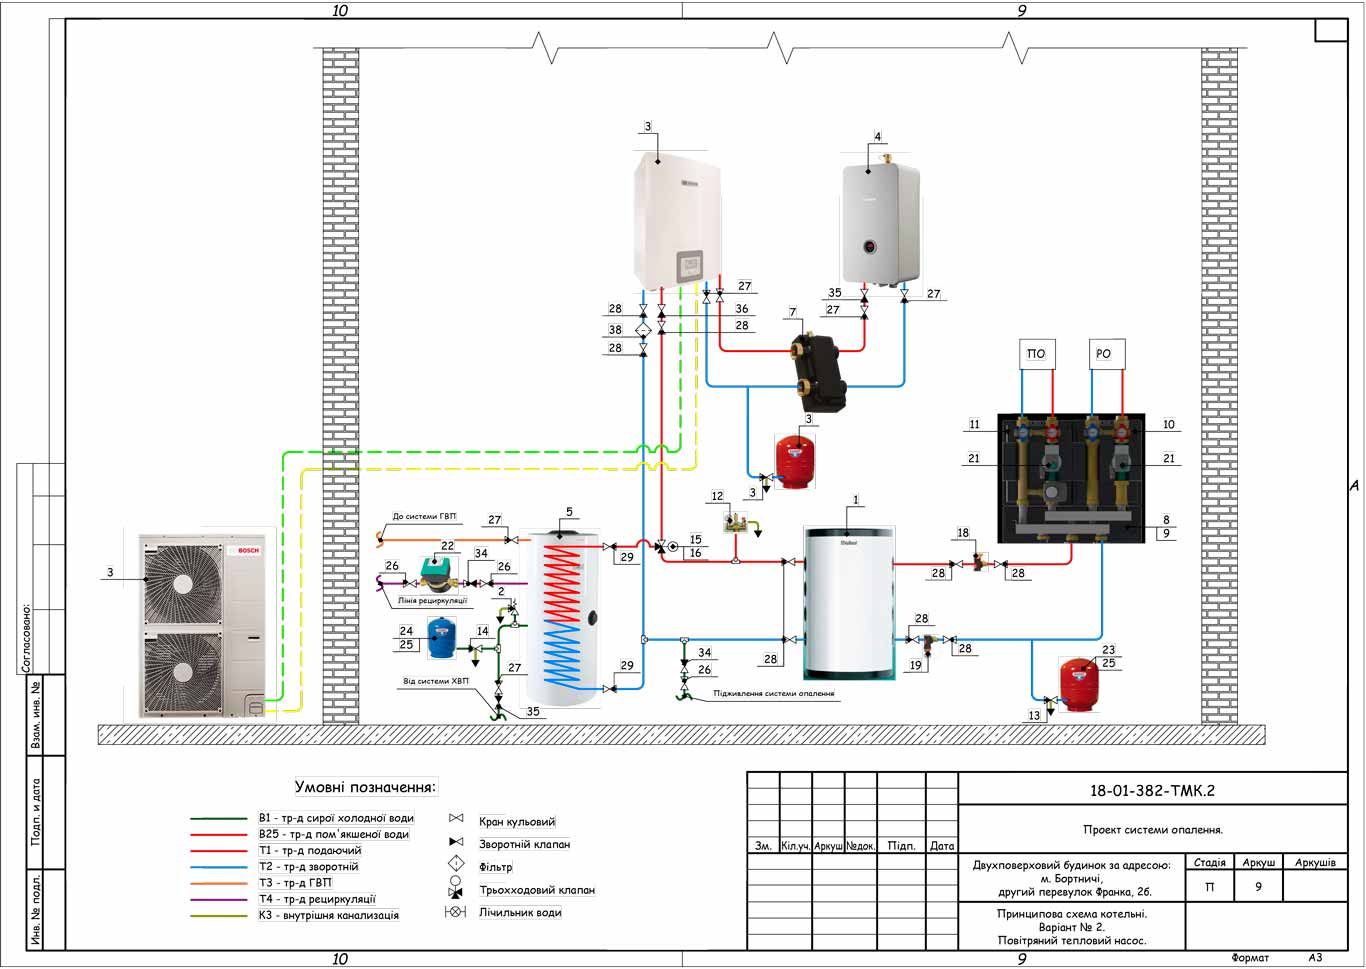 10
9
3
4
27
35
27
27
28
36
38
28
28
7
ПО
РО
3
11
10
21
21
3
12
1
8
9
До системи ГВП
27
5
BOSCH
22
34
15
16
18
29
3
26
26
28
28
Лінія рециркуляції
2
24
25
14
28
34
28
28
19
23
25
27
29
26
Від системи ХВП
Підживлення системи опалення
35
13
A
Vaillant
Согласовано:
Взам. инв. №
Подп. и дата
Инв. № подл.
Умовні позначення:
В1 - тр-д сирої холодної води
В25 - тр-д пом'якшеної води
Т1 - тр-д подаючий
Т2 - тр-д зворотній
Т3 - тр-д ГВП
Т4 - тр-д рециркуляції
К3 - внутрішня каналізація
Кран кульовий
Зворотній клапан
Фільтр
Трьохходовий клапан
Лічильник води
18-01-382-ТМК.2
Проект системи опалення.
Зм. Кіл.уч. Аркуш №док. Підп. Дата
Двухповерховий будинок за адресою:
м. Бортничі,
другий перевулок Франка, 2б.
Стадія Аркуш Аркушів
П 9
Принципова схема котельні.
Варіант № 2.
Повітряний тепловий насос.
10
9
Формат А3